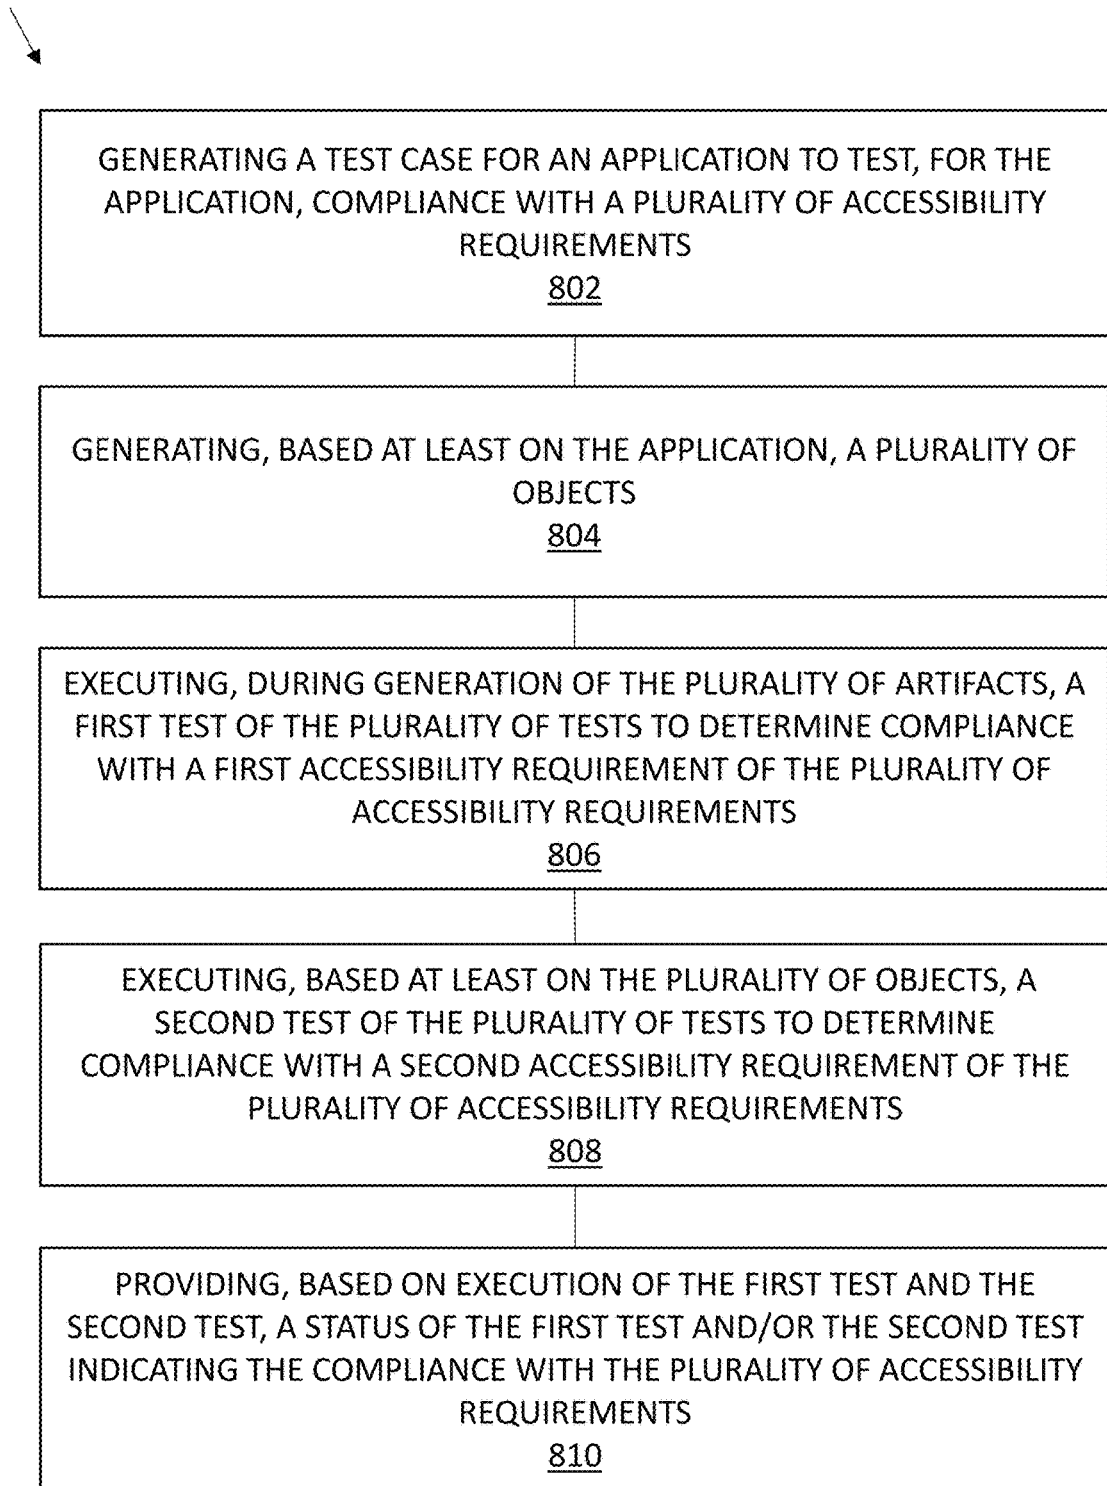 GENERATING A TEST CASE FOR AN APPLICATION TO TEST, FOR THE
APPLICATION, COMPLIANCE WITH A PLURALITY OF ACCESSIBILITY
REQUIREMENTS
802
GENERATING, BASED AT LEAST ON THE APPLICATION, A PLURALITY OF
OBJECTS
804
EXECUTING, DURING GENERATION OF THE PLURALITY OF ARTIFACTS, A
FIRST TEST OF THE PLURALITY OF TESTS TO DETERMINE COMPLIANCE
WITH A FIRST ACCESSIBILITY REQUIREMENT OF THE PLURALITY OF
ACCESSIBILITY REQUIREMENTS
806
EXECUTING, BASED AT LEAST ON THE PLURALITY OF OBJECTS, A
SECOND TEST OF THE PLURALITY OF TESTS TO DETERMINE
COMPLIANCE WITH A SECOND ACCESSIBILITY REQUIREMENT OF THE
PLURALITY OF ACCESSIBILITY REQUIREMENTS
808
PROVIDING, BASED ON EXECUTION OF THE FIRST TEST AND THE
SECOND TEST, A STATUS OF THE FIRST TEST AND/OR THE SECOND TEST
INDICATING THE COMPLIANCE WITH THE PLURALITY OF ACCESSIBILITY
REQUIREMENTS
810